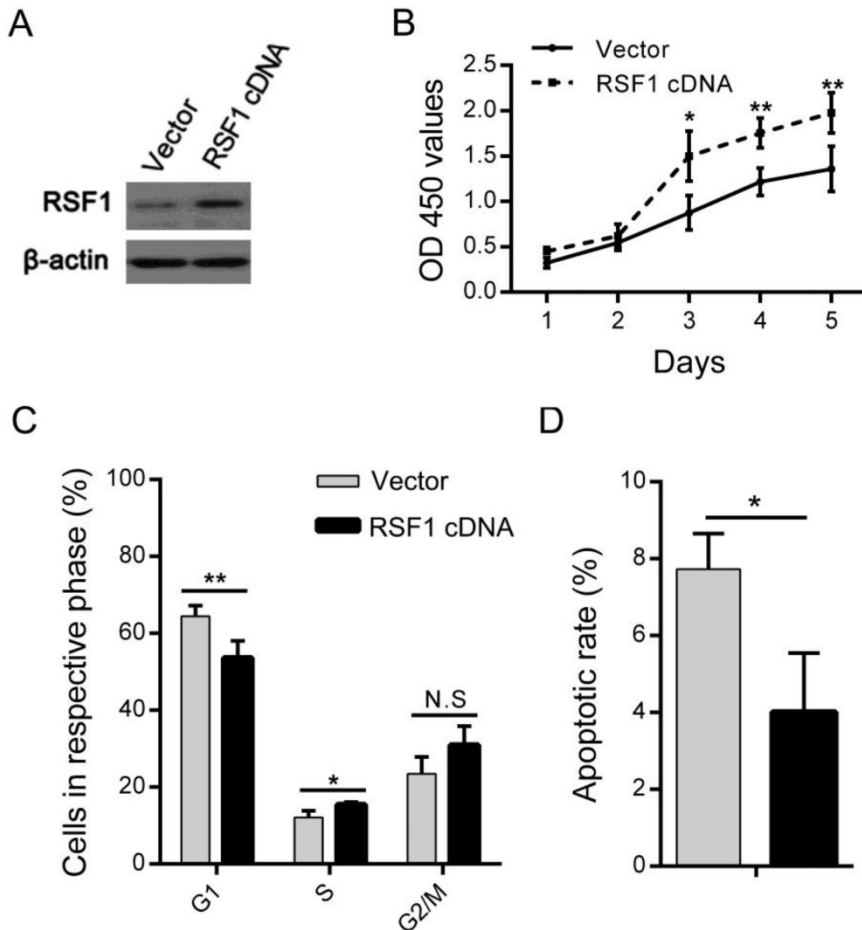 A
Vector
RSF1 cDNA
RSF1
β-actin
B
Vector
RSF1 cDNA
OD 450 values
2.5
2.0
1.5
1.0
0.5
0.0
*
**
**
1 2 3 4 5
Days
C
Vector
RSF1 cDNA
Cells in respective phase (%)
100
80
60
40
20
0
**
*
N.S
G1 S G2/M
D
Apoptotic rate (%)
10
8
6
4
2
0
*